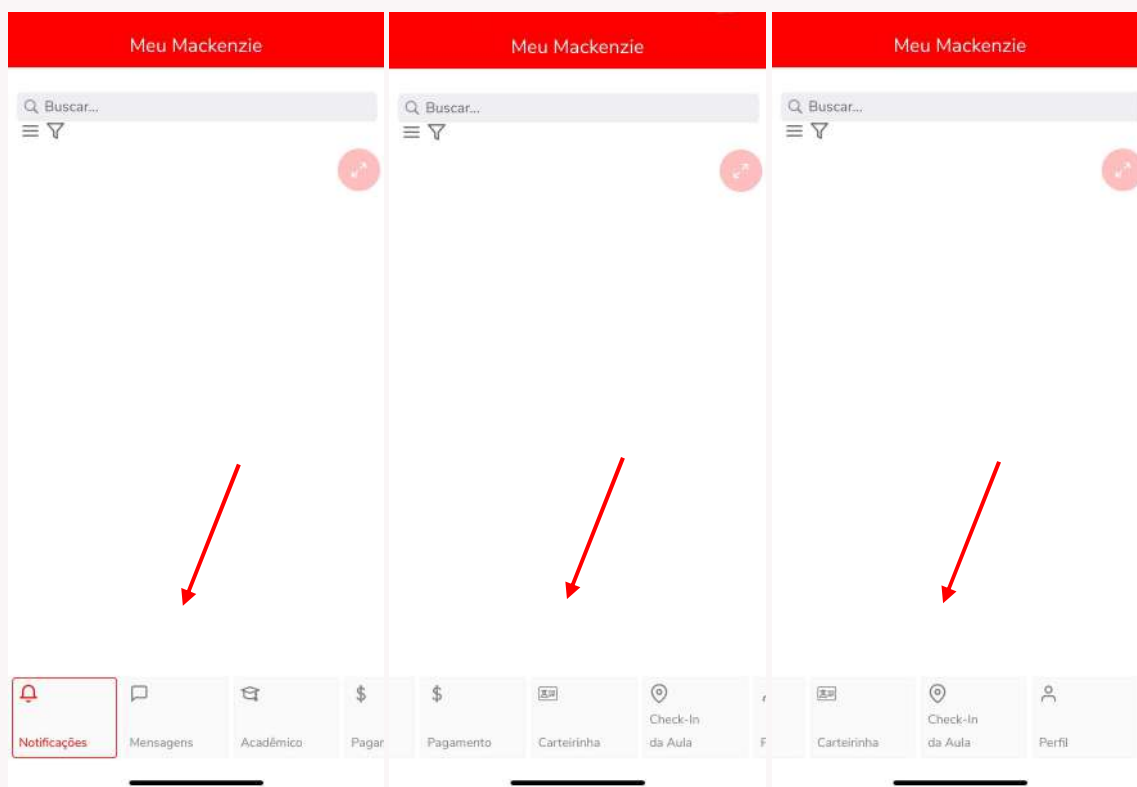 Meu Mackenzie
Buscar...
Notificações
Mensagens
Acadêmico
Pagar
Meu Mackenzie
Buscar...
Pagamento
Carteirinha
Check-In
da Aula
Meu Mackenzie
Buscar...
Carteirinha
Check-In
da Aula
Perfil